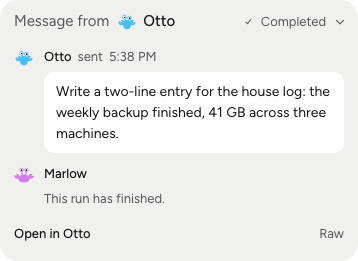 Message from Otto
Completed
Otto sent 5:38 PM
Write a two-line entry for the house log: the
weekly backup finished, 41 GB across three
machines.
Marlow
This run has finished.
Open in Otto
Raw